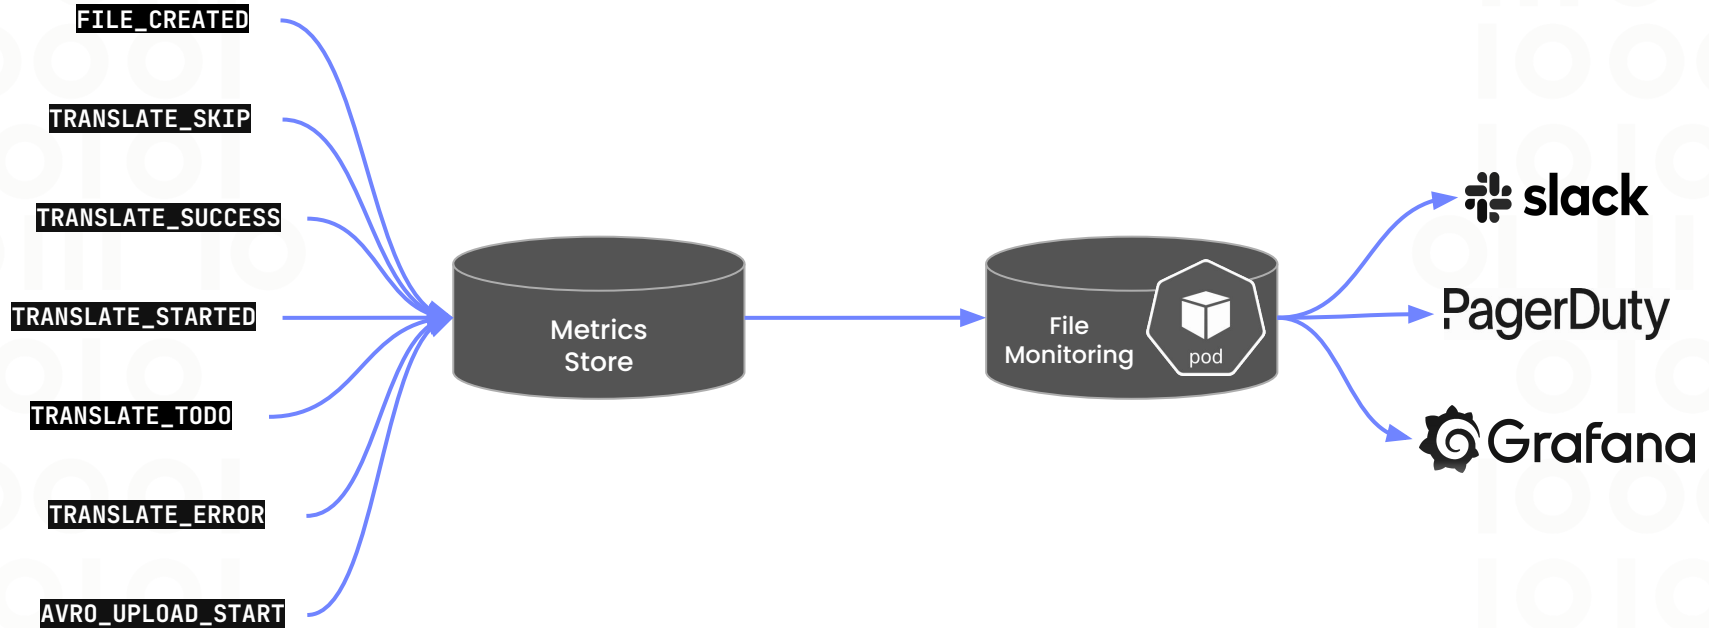 FILE_CREATED
TRANSLATE_SKIP
TRANSLATE_SUCCESS
TRANSLATE_STARTED
TRANSLATE_TODO
TRANSLATE_ERROR
AVRO_UPLOAD_START
Metrics
Store
File
Monitoring
pod
slack
PagerDuty
Grafana